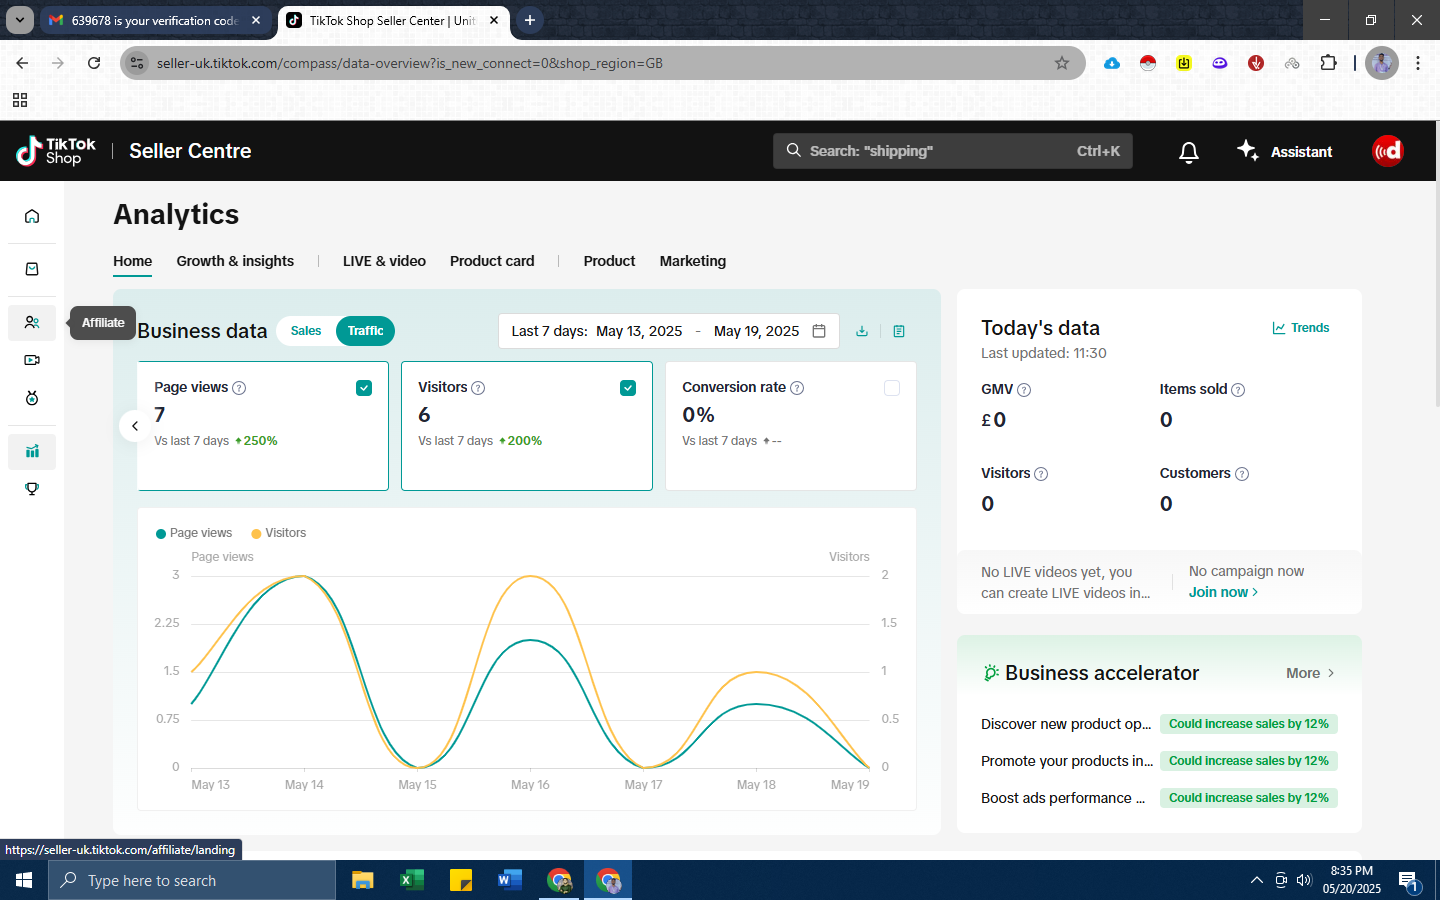 639678 is your verification code
TikTok Shop Seller Center | Unit
seller-uk.tiktok.com/compass/data-overview?is_new_connect=0&shop_region=GB
TikTok
Shop
Seller Centre
Search: "shipping"
Ctrl+K
Assistant
Analytics
Home
Growth & insights
LIVE & video
Product card
Product
Marketing
Affiliate
Business data
Sales
Traffic
Last 7 days: May 13, 2025 - May 19, 2025
Page views
7
Vs last 7 days 250%
Visitors
6
Vs last 7 days 200%
Conversion rate
0%
Vs last 7 days --
Page views
Visitors
Page views
Visitors
3
2.25
1.5
0.75
0
2
1.5
1
0.5
0
May 13
May 14
May 15
May 16
May 17
May 18
May 19
Today's data
Trends
Last updated: 11:30
GMV
£0
Items sold
0
Visitors
0
Customers
0
No LIVE videos yet, you
can create LIVE videos in...
No campaign now
Join now
Business accelerator
More
Discover new product op...
Could increase sales by 12%
Promote your products in...
Could increase sales by 12%
Boost ads performance ...
Could increase sales by 12%
https://seller-uk.tiktok.com/affiliate/landing
Type here to search
8:35 PM
05/20/2025
1